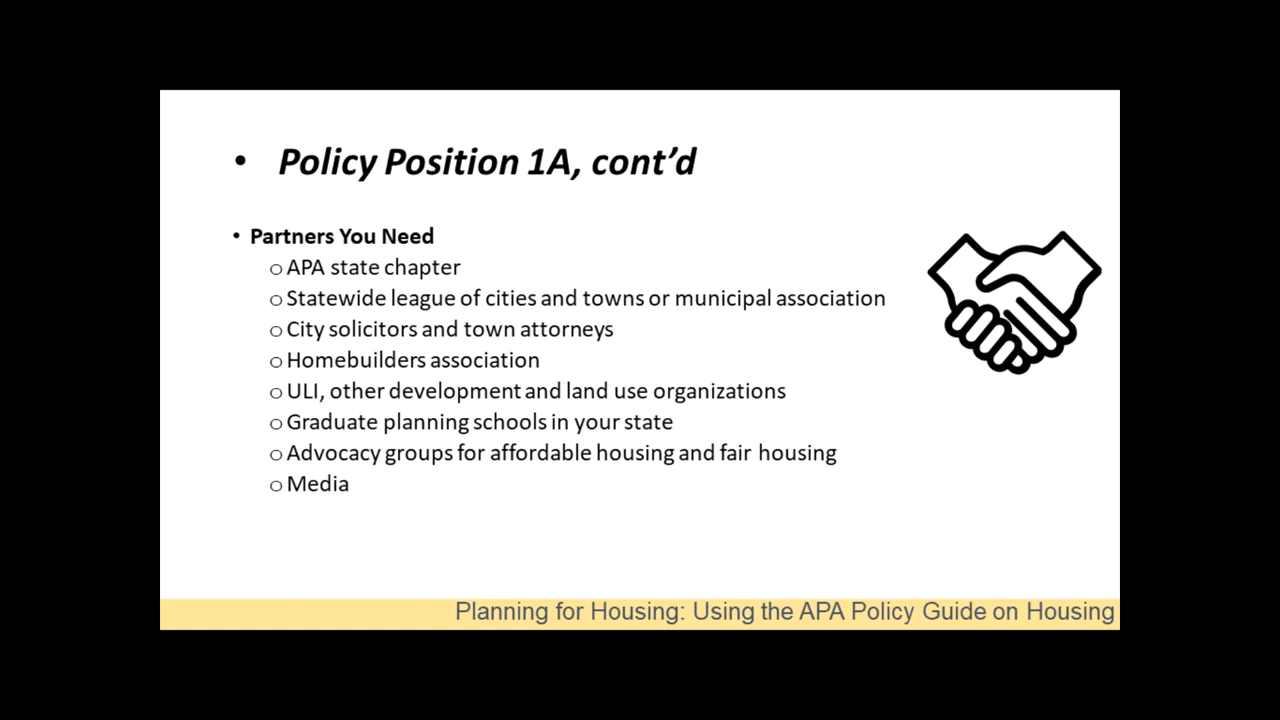 • Policy Position 1A, cont’d
• Partners You Need
o APA state chapter
o Statewide league of cities and towns or municipal association
o City solicitors and town attorneys
o Homebuilders association
o ULI, other development and land use organizations
o Graduate planning schools in your state
o Advocacy groups for affordable housing and fair housing
o Media
Planning for Housing: Using the APA Policy Guide on Housing